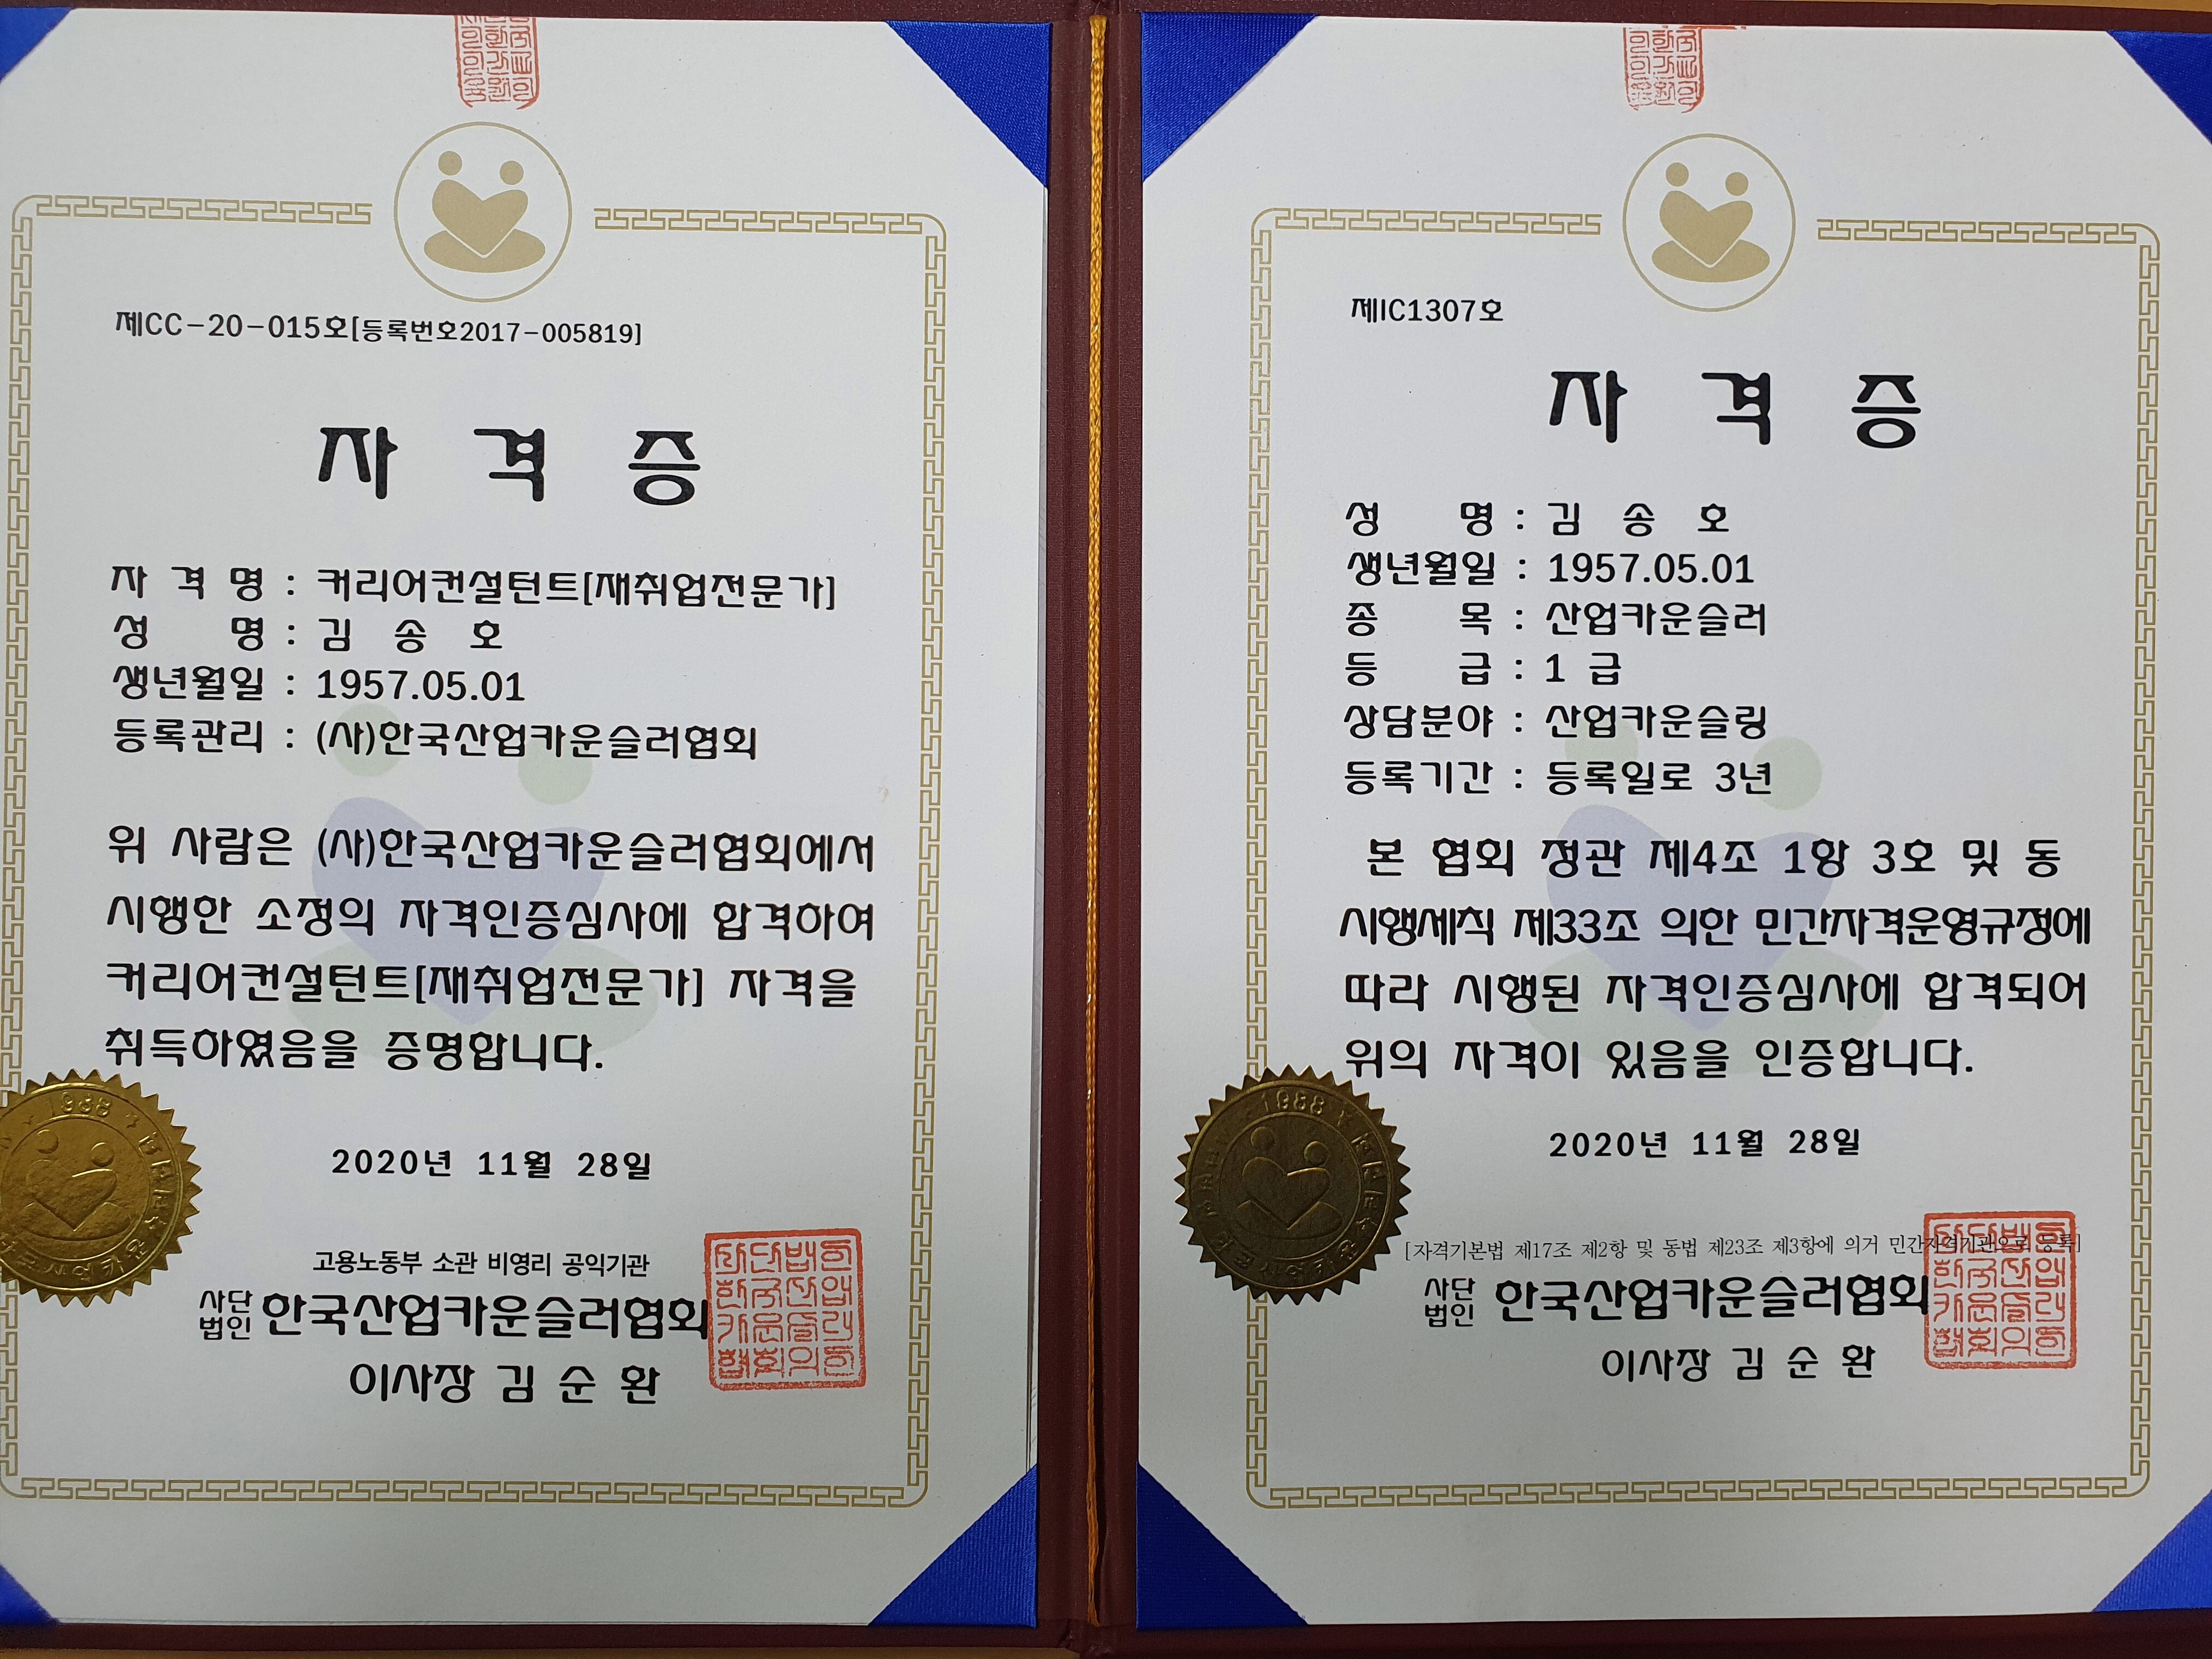 제CC-20-015호[등록번호2017-005819]
자 격 증
자 격 명 : 커리어컨설턴트[재취업전문가]
성 명 : 김 송 호
생년월일 : 1957.05.01
등록관리 : (사)한국산업카운슬러협회
위 사람은 (사)한국산업카운슬러협회에서
시행한 소정의 자격인증심사에 합격하여
커리어컨설턴트[재취업전문가] 자격을
취득하였음을 증명합니다.
2020년 11월 28일
고용노동부 소관 비영리 공익기관
사단법인 한국산업카운슬러협회
이사장 김 순 환
1988
제IC1307호
자 격 증
성 명 : 김 송 호
생년월일 : 1957.05.01
종 목 : 산업카운슬러
등 급 : 1 급
상담분야 : 산업카운슬링
등록기간 : 등록일로 3년
본 협회 정관 제4조 1항 3호 및 동
시행세칙 제33조 의한 민간자격운영규정에
따라 시행된 자격인증심사에 합격되어
위의 자격이 있음을 인증합니다.
2020년 11월 28일
[자격기본법 제17조 제2항 및 동법 제23조 제3항에 의거 민간자격기관으로 등록]
사단법인 한국산업카운슬러협회
이사장 김 순 환
1988